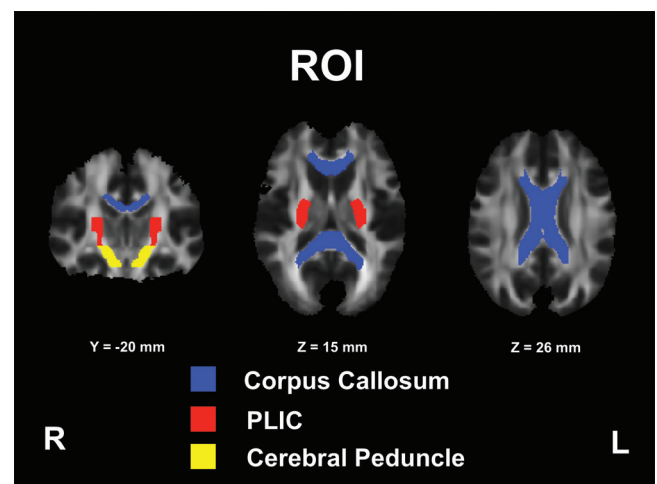 ROI
Y = -20 mm
Z = 15 mm
Z = 26 mm
Corpus Callosum
PLIC
Cerebral Peduncle
R
L